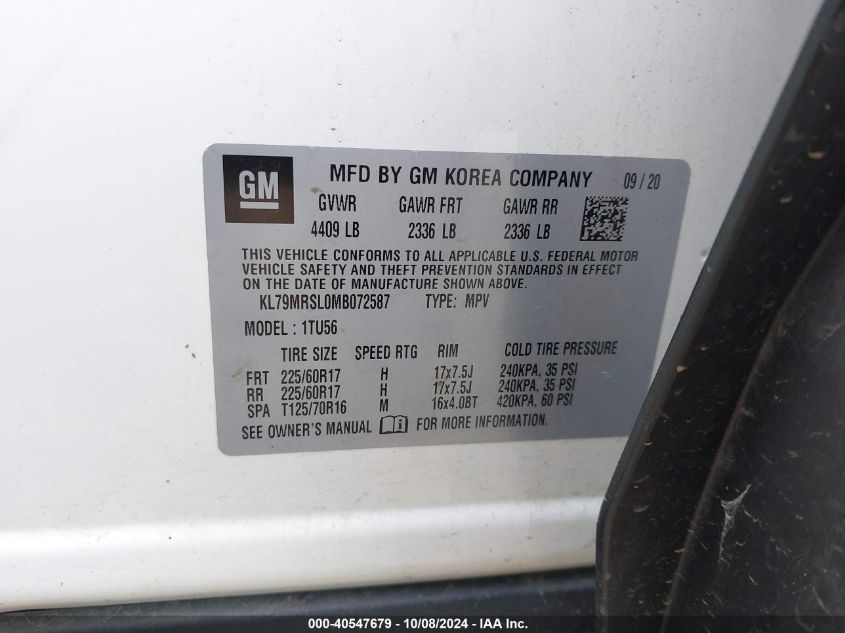 GM
MFD BY GM KOREA COMPANY 09/20
GVWR GAWR FRT GAWR RR
4409 LB 2336 LB 2336 LB
THIS VEHICLE CONFORMS TO ALL APPLICABLE U.S. FEDERAL MOTOR
VEHICLE SAFETY AND THEFT PREVENTION STANDARDS IN EFFECT
ON THE DATE OF MANUFACTURE SHOWN ABOVE.
KL79MRSL0MB072587 TYPE: MPV
MODEL : 1TU56
TIRE SIZE SPEED RTG RIM COLD TIRE PRESSURE
FRT 225/60R17 H 17x7.5J 240KPA, 35 PSI
RR 225/60R17 H 17x7.5J 240KPA, 35 PSI
SPA T125/70R16 M 16x4.0BT 420KPA, 60 PSI
SEE OWNER'S MANUAL FOR MORE INFORMATION.
000-40547679 - 10/08/2024 - IAA Inc.